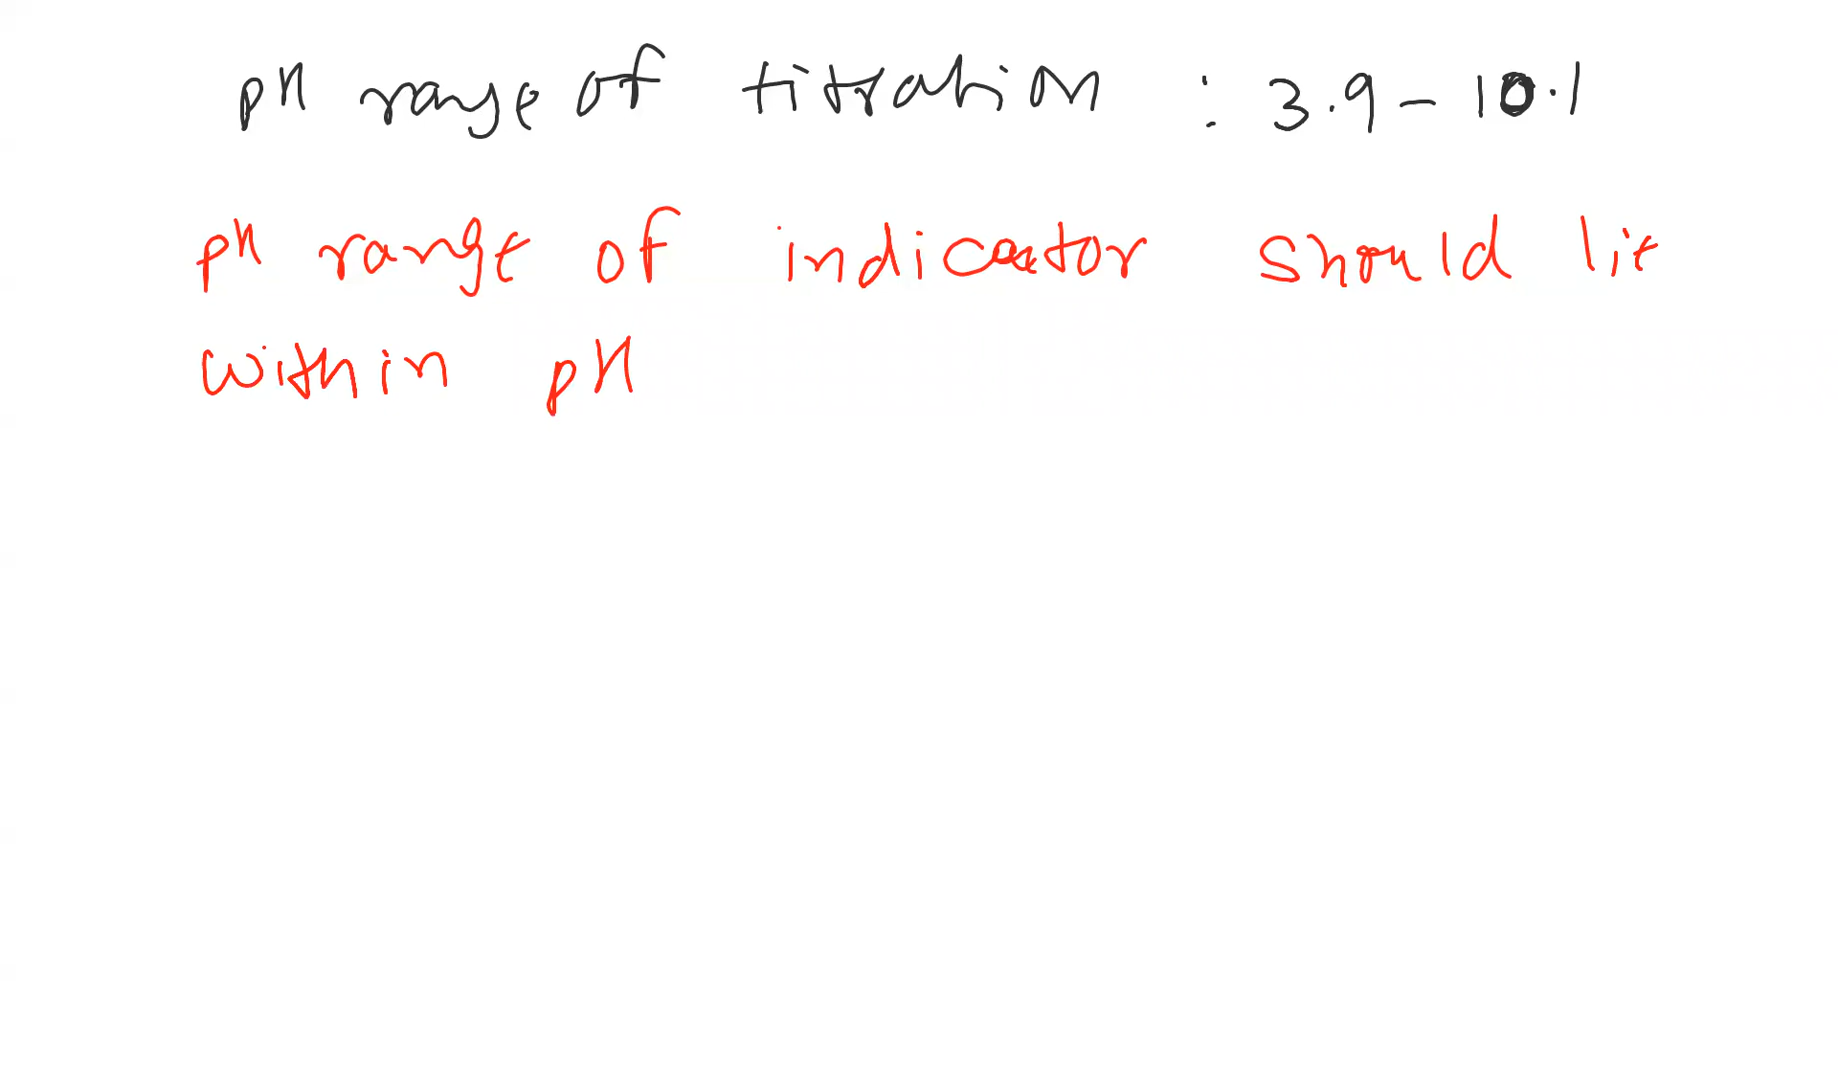 pH range of titration : 3.9 - 10.1
pH range of indicator should lie
within pH